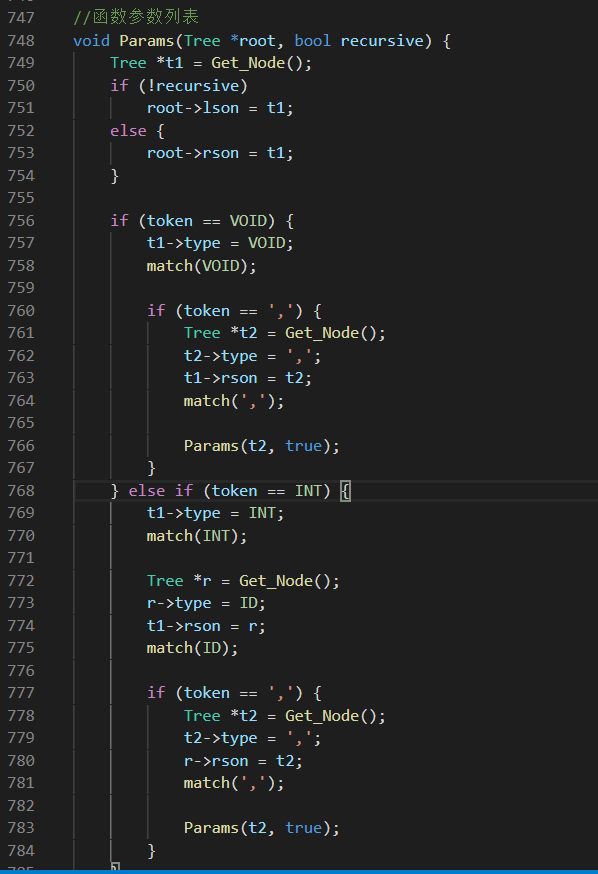 747 //函数参数列表
748 void Params(Tree *root, bool recursive) {
749     Tree *t1 = Get_Node();
750     if (!recursive)
751         root->lson = t1;
752     else {
753         root->rson = t1;
754     }
755
756     if (token == VOID) {
757         t1->type = VOID;
758         match(VOID);
759
760         if (token == ',') {
761             Tree *t2 = Get_Node();
762             t2->type = ',';
763             t1->rson = t2;
764             match(',');
765
766             Params(t2, true);
767         }
768     } else if (token == INT) {
769         t1->type = INT;
770         match(INT);
771
772         Tree *r = Get_Node();
773         r->type = ID;
774         t1->rson = r;
775         match(ID);
776
777         if (token == ',') {
778             Tree *t2 = Get_Node();
779             t2->type = ',';
780             r->rson = t2;
781             match(',');
782
783             Params(t2, true);
784         }